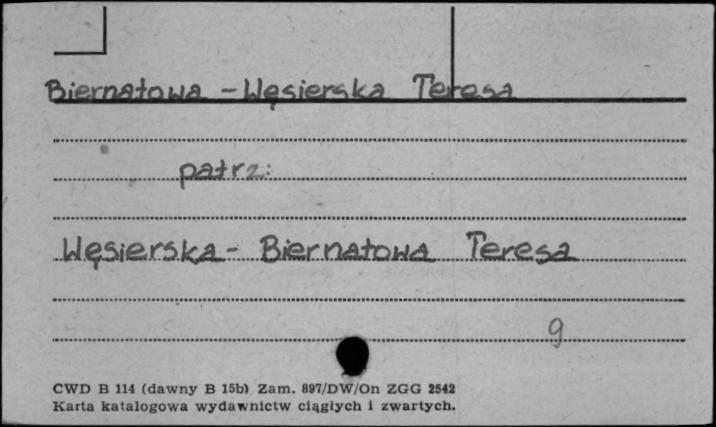 Biernatowa - Węsierska Teresa
patrz:
Węsierska - Biernatowa Teresa
9
CWD B 114 (dawny B 15b) Zam. 897/DW/On ZGG 2542
Karta katalogowa wydawnictw ciągłych i zwartych.